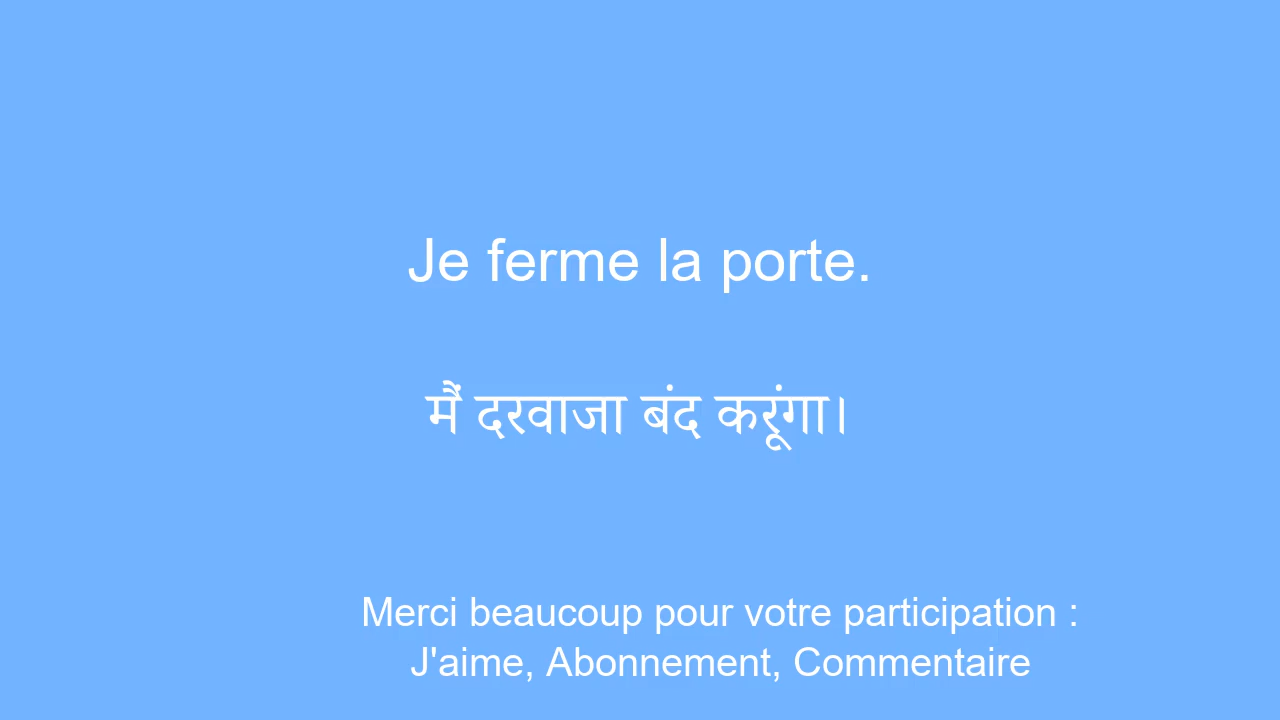 Je ferme la porte.
मैं दरवाजा बंद करूंगा।
Merci beaucoup pour votre participation :
J'aime, Abonnement, Commentaire